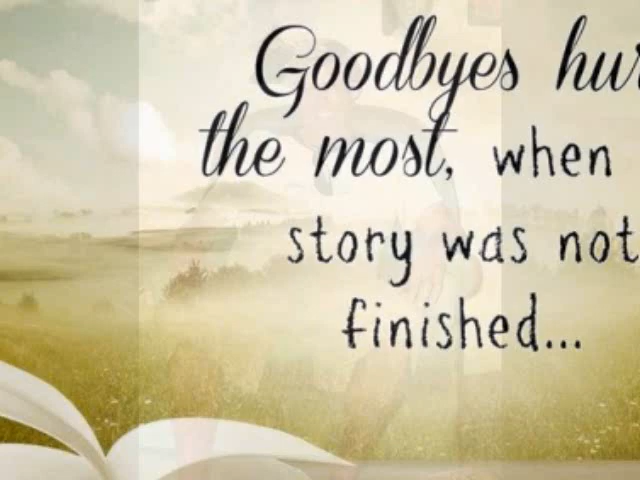 Goodbyes hur
the most, when
story was not
finished...